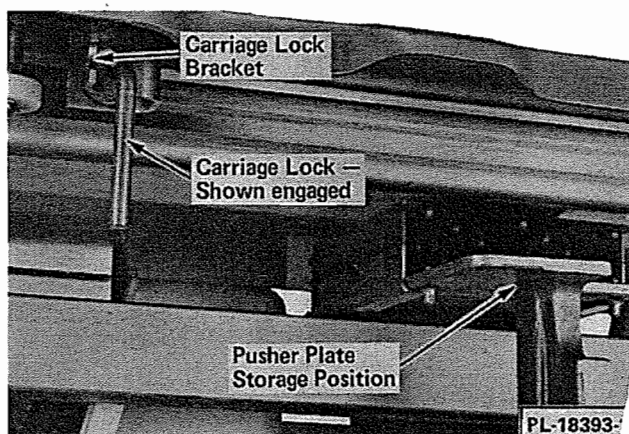 Carriage Lock
Bracket
Carriage Lock —
Shown engaged
Pusher Plate
Storage Position
PL-18393-